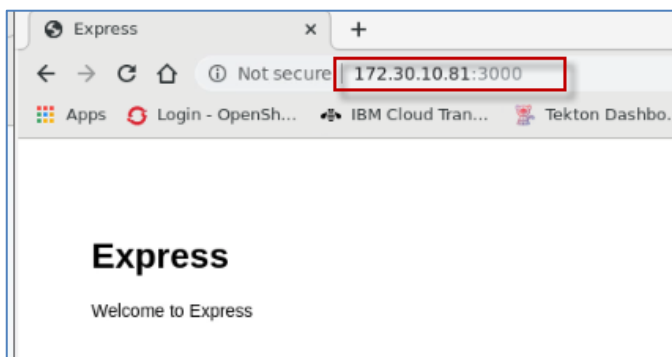 Express
Not secure 172.30.10.81:3000
Apps Login - OpenSh... IBM Cloud Tran... Tekton Dashbo.
Express
Welcome to Express